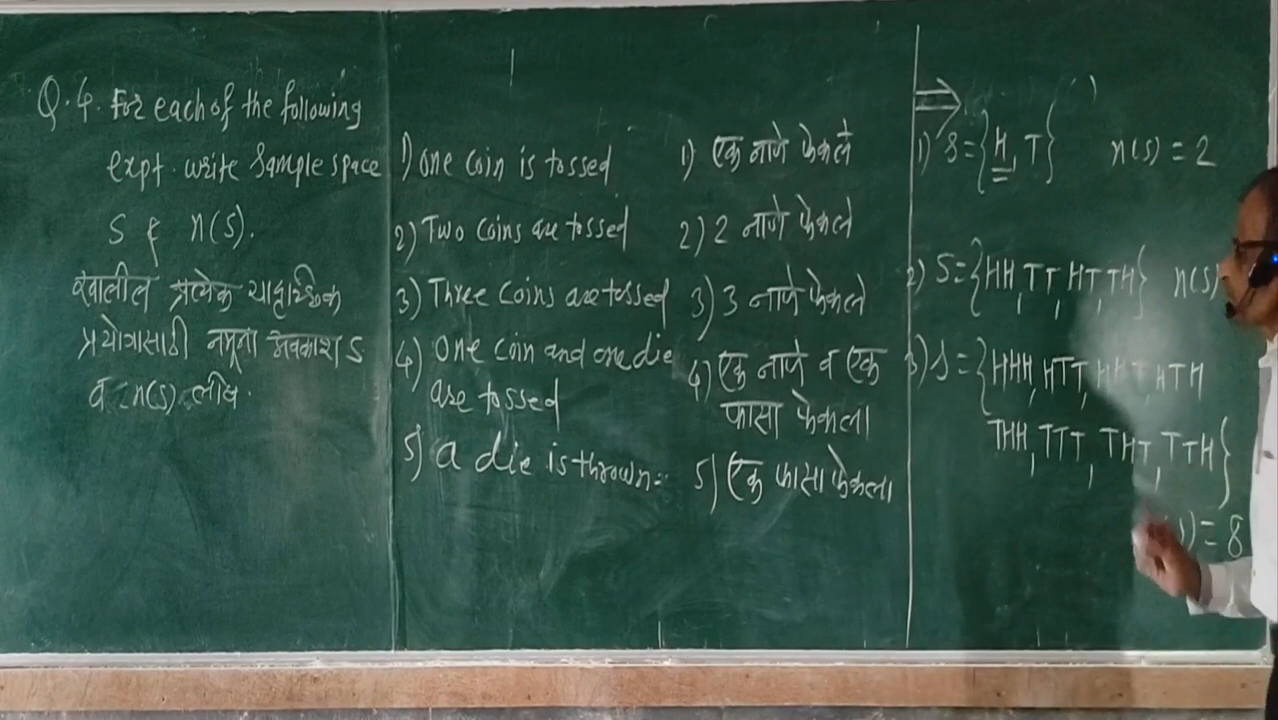 Q.4. For each of the following
expt. write Sample space
S & n(S).
खालील प्रत्येक यादृच्छिक
प्रयोगासाठी नमूना अवकाश S
व n(S) लीव.
1) One Coin is tossed
2) Two Coins are tossed
3) Three Coins are tossed
4) One Coin and one die
are tossed
5) a die is thrown.
1) एक नाणे फेकले
2) 2 नाणे फेकले
3) 3 नाणे फेकले
4) एक नाणे व एक
फासा फेकला
5) एक फासा फेकला
⇒
1) S = {H, T} n(S) = 2
2) S = {HH, TT, HT, TH} n(S)
3) S = {HHH, HTT, HHT, HTH
THH, TTT, THT, TTH}
= 8